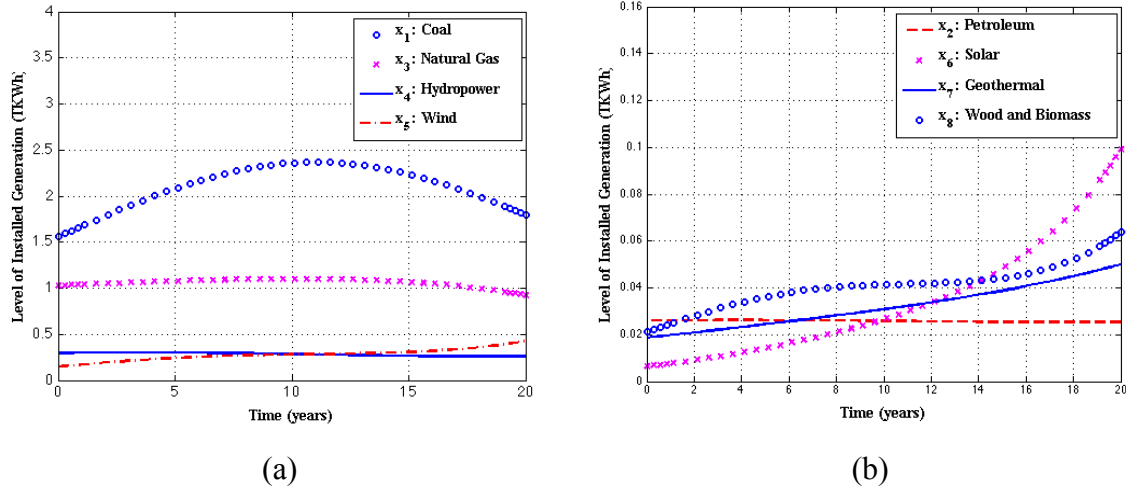 4
3.5
3
2.5
2
1.5
1
0.5
0
0 5 10 15 20
Level of Installed Generation (TKWh)
Time (years)
x1: Coal
x3: Natural Gas
x4: Hydropower
x5: Wind
(a)
0.16
0.14
0.12
0.1
0.08
0.06
0.04
0.02
0
0 2 4 6 8 10 12 14 16 18 20
Level of Installed Generation (TKWh)
Time (years)
x2: Petroleum
x6: Solar
x7: Geothermal
x8: Wood and Biomass
(b)